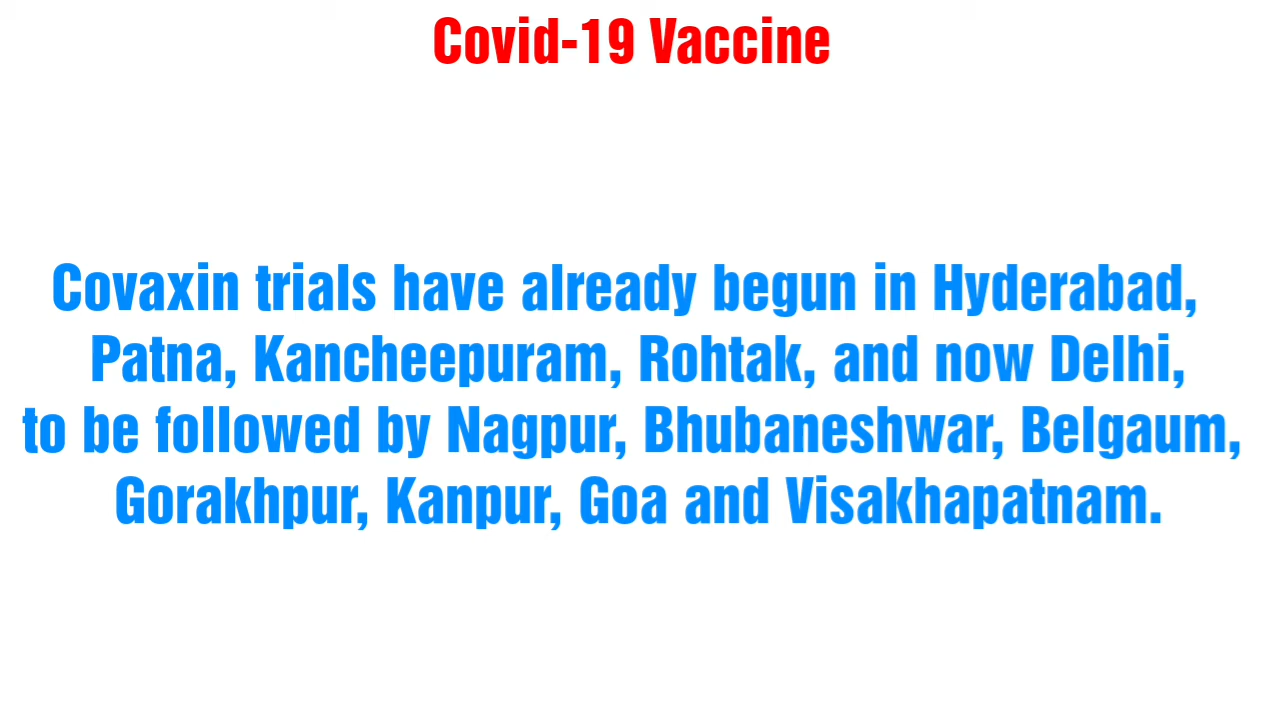 Covid-19 Vaccine
Covaxin trials have already begun in Hyderabad,
Patna, Kancheepuram, Rohtak, and now Delhi,
to be followed by Nagpur, Bhubaneshwar, Belgaum,
Gorakhpur, Kanpur, Goa and Visakhapatnam.